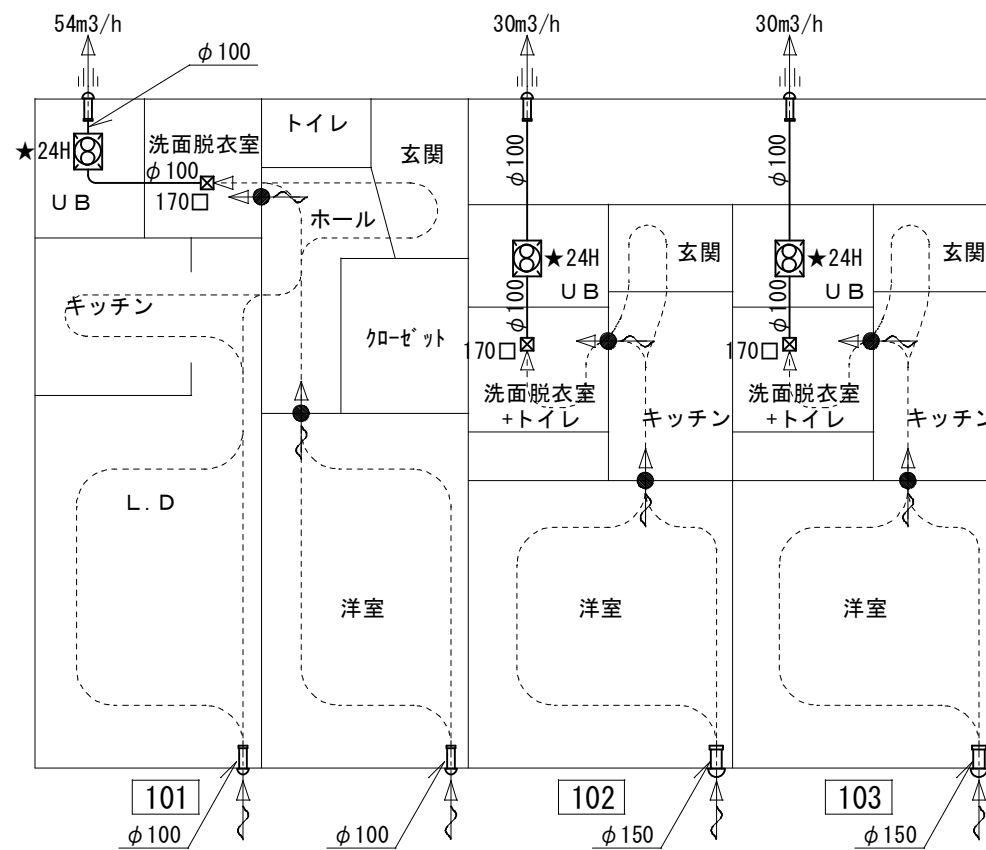 54m3/h
30m3/h
30m3/h
φ100
トイレ
洗面脱衣室
玄関
★24H
φ100
φ100
φ100
UB
170□
ホール
★24H
玄関
★24H
玄関
UB
UB
キッチン
φ100
φ100
クローゼット
170□
170□
洗面脱衣室
+トイレ
キッチン
洗面脱衣室
+トイレ
キッチン
L.D
洋室
洋室
洋室
101
102
103
φ100
φ100
φ150
φ150